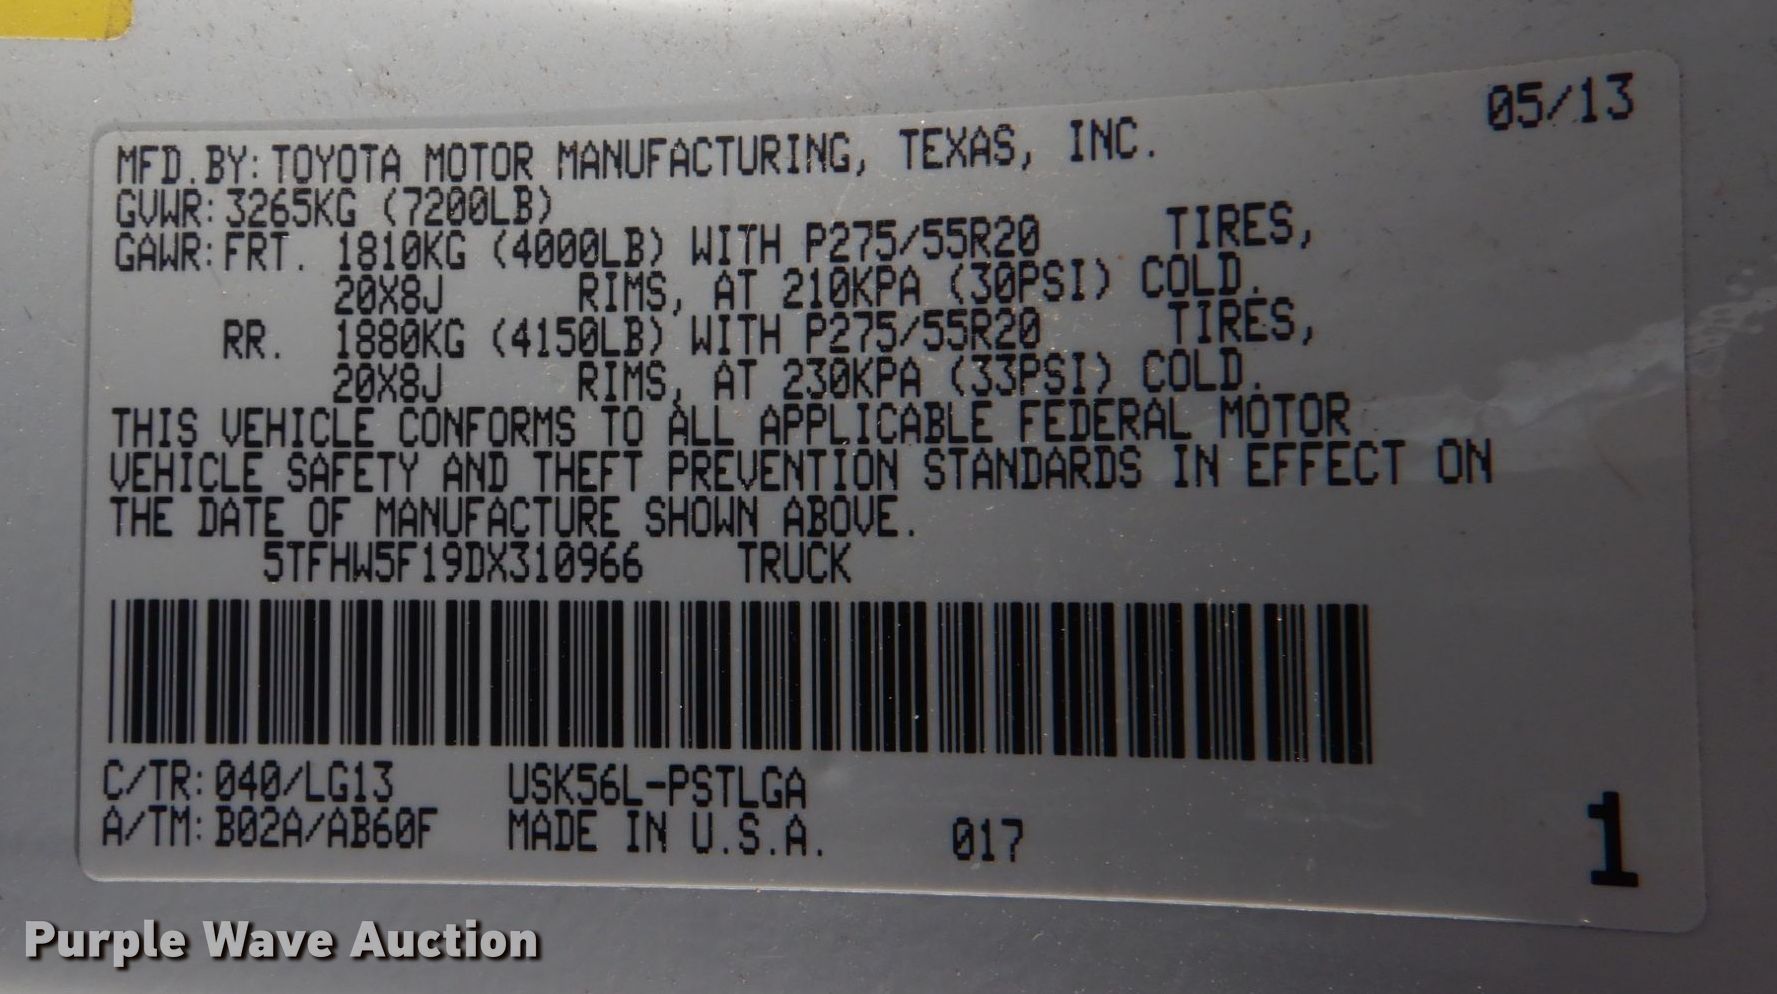 05/13
MFD.BY:TOYOTA MOTOR MANUFACTURING, TEXAS, INC.
GVWR:3265KG (7200LB)
GAWR:FRT. 1810KG (4000LB) WITH P275/55R20 TIRES,
20X8J RIMS, AT 210KPA (30PSI) COLD.
RR. 1880KG (4150LB) WITH P275/55R20 TIRES,
20X8J RIMS, AT 230KPA (33PSI) COLD.
THIS VEHICLE CONFORMS TO ALL APPLICABLE FEDERAL MOTOR
VEHICLE SAFETY AND THEFT PREVENTION STANDARDS IN EFFECT ON
THE DATE OF MANUFACTURE SHOWN ABOVE.
5TFHW5F19DX310966 TRUCK
C/TR:040/LG13 USK56L-PSTLGA
A/TM:B02A/AB60F MADE IN U.S.A. 017
1
Purple Wave Auction